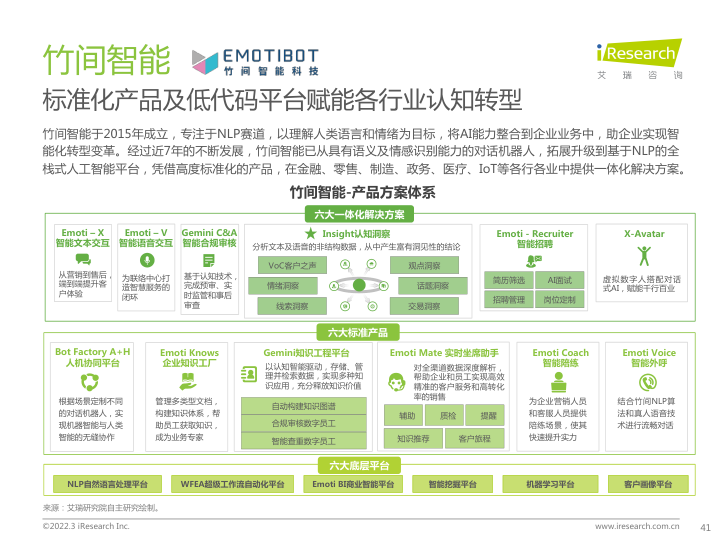 竹间智能
EMOTIBOT
竹间智能科技
iResearch
艾瑞咨询
标准化产品及低代码平台赋能各行业认知转型
竹间智能于2015年成立，专注于NLP赛道，以理解人类语言和情绪为目标，将AI能力整合到企业业务中，助企业实现智
能化转型变革。经过近7年的不断发展，竹间智能已从具有语义及情感识别能力的对话机器人，拓展升级到基于NLP的全
栈式人工智能平台，凭借高度标准化的产品，在金融、零售、制造、政务、医疗、IoT等各行各业中提供一体化解决方案。
竹间智能-产品方案体系
六大一体化解决方案
Emoti – X
智能文本交互
从营销到售后，
端到端提升客
户体验
Emoti – V
智能语音交互
为联络中心打
造智慧服务的
闭环
Gemini C&A
智能合规审核
基于认知技术，
完成预审、实
时监管和事后
审查
Insight认知洞察
分析文本及语音的非结构数据，从中产生富有洞见性的结论
VoC客户之声
观点洞察
情绪洞察
话题洞察
线索洞察
交易洞察
Emoti - Recruiter
智能招聘
简历筛选
AI面试
招聘管理
岗位定制
X-Avatar
虚拟数字人搭配对话
式AI，赋能千行百业
六大标准产品
Bot Factory A+H
人机协同平台
根据场景定制不同
的对话机器人，实
现机器智能与人类
智能的无缝协作
Emoti Knows
企业知识工厂
管理多类型文档，
构建知识体系，帮
助员工获取知识，
成为业务专家
Gemini知识工程平台
以认知智能驱动，存储、管
理并检索数据，实现多种知
识应用，充分释放知识价值
自动构建知识图谱
合规审核数字员工
智能查重数字员工
Emoti Mate 实时坐席助手
对全渠道数据深度解析，
帮助企业和员工实现高效
精准的客户服务和高转化
率的销售
辅助
质检
提醒
知识推荐
客户旅程
Emoti Coach
智能陪练
为企业营销人员
和客服人员提供
陪练场景，使其
快速提升实力
Emoti Voice
智能外呼
结合竹间NLP算
法和真人语音技
术进行流畅对话
六大底层平台
NLP自然语言处理平台
WFEA超级工作流自动化平台
Emoti BI商业智能平台
智能挖掘平台
机器学习平台
客户画像平台
来源：艾瑞研究院自主研究绘制。
©2022.3 iResearch Inc.
www.iresearch.com.cn
41